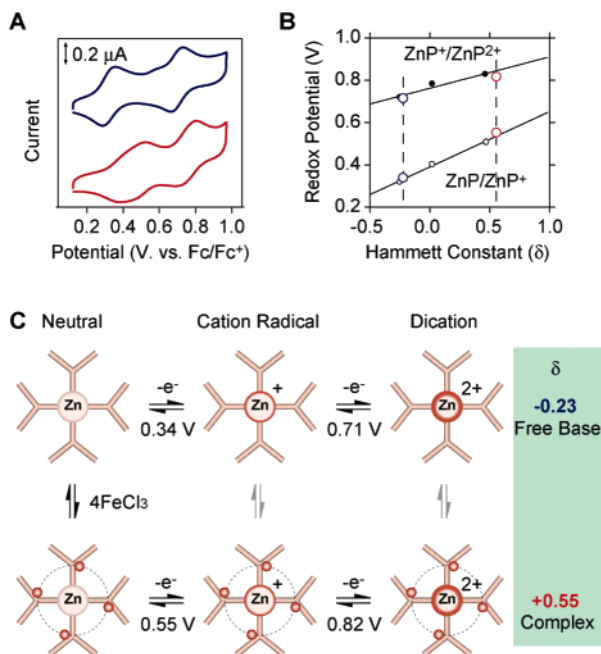 A
0.2 μA
Current
0.2 0.4 0.6 0.8 1.0
Potential (V. vs. Fc/Fc⁺)
B
Redox Potential (V)
1.0
0.8
0.6
0.4
0.2
ZnP⁺/ZnP²⁺
ZnP/ZnP⁺
-0.5 0.0 0.5 1.0
Hammett Constant (δ)
C
Neutral Cation Radical Dication
δ
Zn -e⁻ 0.34 V Zn + -e⁻ 0.71 V Zn 2+
-0.23
Free Base
4FeCl₃
Zn -e⁻ 0.55 V Zn + -e⁻ 0.82 V Zn 2+
+0.55
Complex